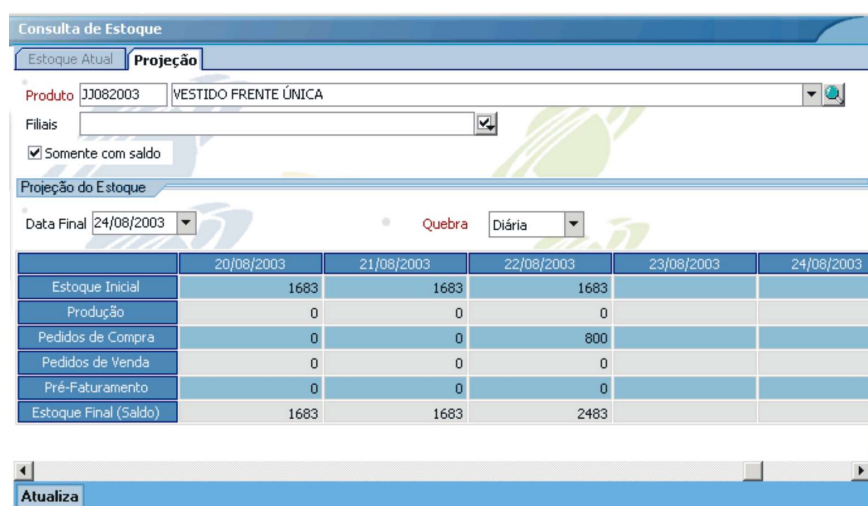 Consulta de Estoque
Estoque Atual Projeção
Produto JJ082003 VESTIDO FRENTE ÚNICA
Filiais
Somente com saldo
Projeção do Estoque
Data Final 24/08/2003 Quebra Diária
20/08/2003 21/08/2003 22/08/2003 23/08/2003 24/08/2003
Estoque Inicial 1683 1683 1683
Produção 0 0 0
Pedidos de Compra 0 0 800
Pedidos de Venda 0 0 0
Pré-Faturamento 0 0 0
Estoque Final (Saldo) 1683 1683 2483
Atualiza